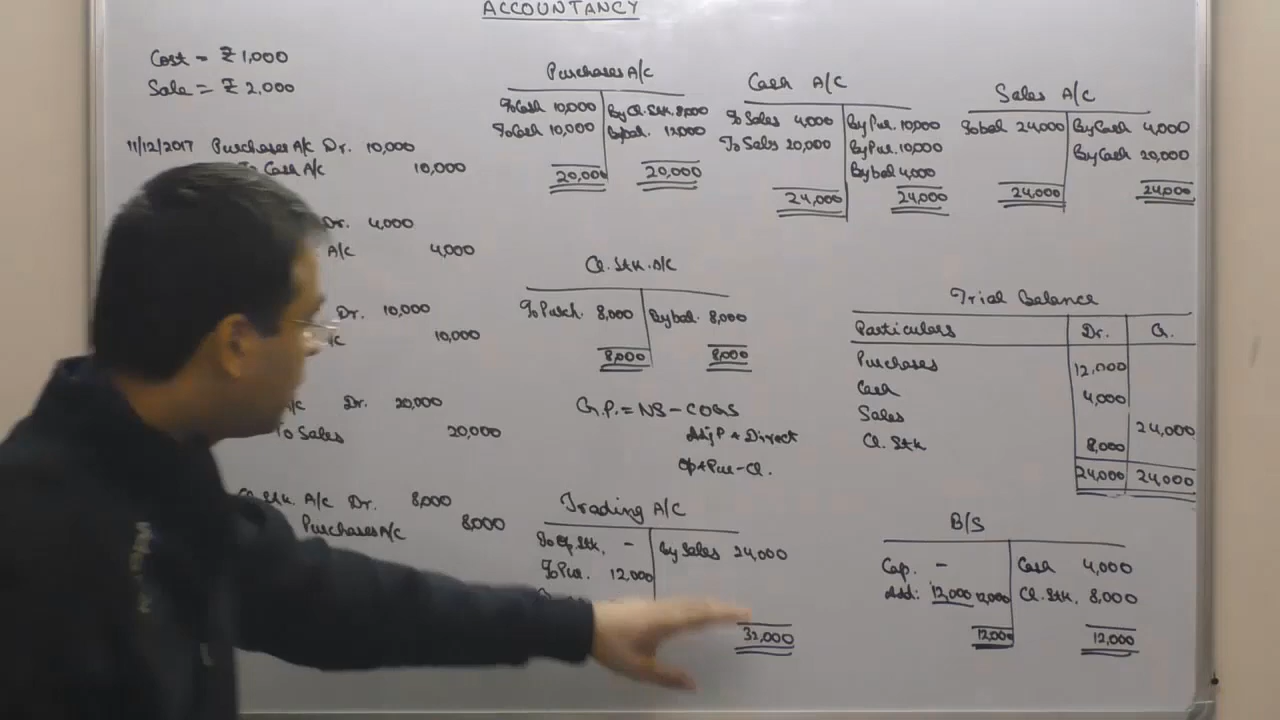 ACCOUNTANCY
Cost = ₹ 1,000
Sale = ₹ 2,000
11/12/2017 Purchases A/c Dr. 10,000
To Cash A/c 10,000
Dr. 4,000
A/c 4,000
Dr. 10,000
10,000
Dr. 20,000
To Sales 20,000
Cl. Stk. A/c Dr. 8,000
Purchases A/c 8,000
Purchases A/c
To Cash 10,000 By Cl. Stk 8,000
To Cash 10,000 By bal. 12,000
20,000 20,000
Cash A/C
To Sales 4,000 By Pur. 10,000
To Sales 20,000 By Pur. 10,000
By bal 4,000
24,000 24,000
Sales A/C
To bal 24,000 By Cash 4,000
By Cash 20,000
24,000 24,000
Cl. Stk. A/c
To Purch. 8,000 By bal. 8,000
8,000 8,000
G.P. = NS - COGS
Adj P + Direct
Op + Pur - Cl.
Trading A/C
To Op. Stk. - By Sales 24,000
To Pur. 12,000
32,000
Trial Balance
Particulars Dr. Cr.
Purchases 12,000
Cash 4,000
Sales 24,000
Cl. Stk 8,000
24,000 24,000
B/S
Cap. - Cash 4,000
Add: 12,000 12,000 Cl. Stk. 8,000
12,000 12,000